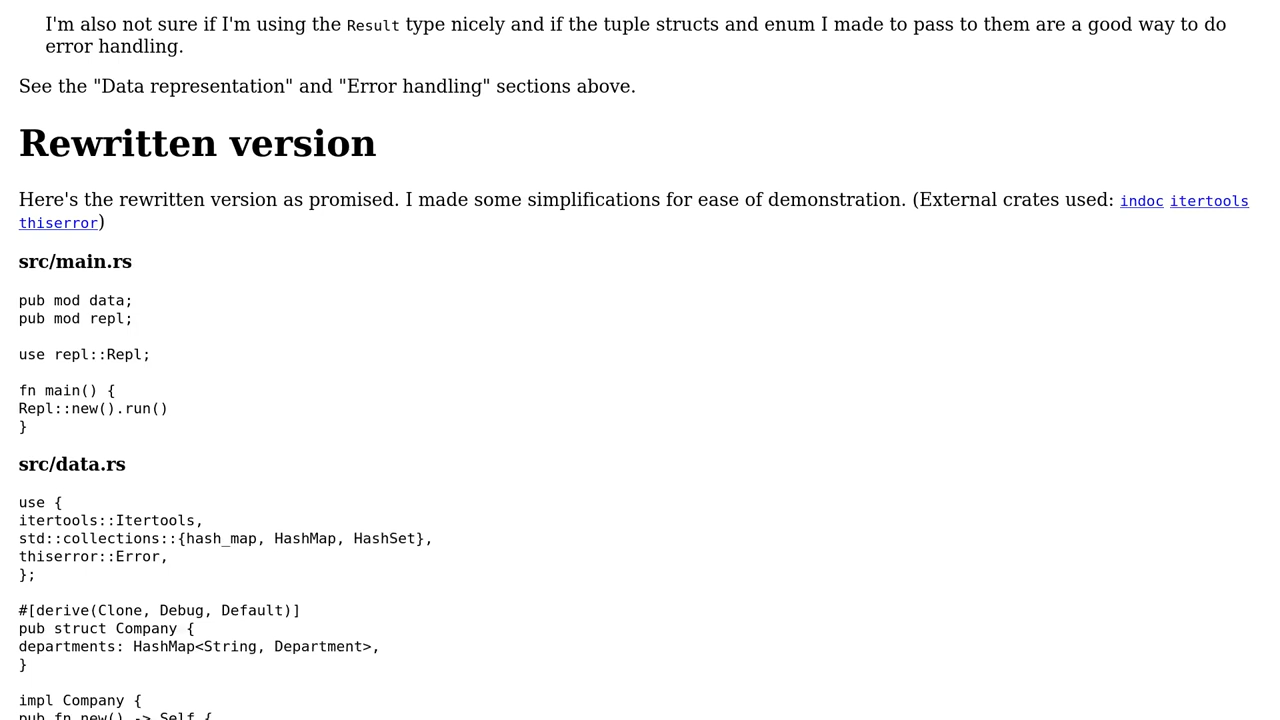 I'm also not sure if I'm using the Result type nicely and if the tuple structs and enum I made to pass to them are a good way to do
error handling.
See the "Data representation" and "Error handling" sections above.
Rewritten version
Here's the rewritten version as promised. I made some simplifications for ease of demonstration. (External crates used: indoc itertools
thiserror)
src/main.rs
pub mod data;
pub mod repl;
use repl::Repl;
fn main() {
Repl::new().run()
}
src/data.rs
use {
itertools::Itertools,
std::collections::{hash_map, HashMap, HashSet},
thiserror::Error,
};
#[derive(Clone, Debug, Default)]
pub struct Company {
departments: HashMap<String, Department>,
}
impl Company {
pub fn new() -> Self {